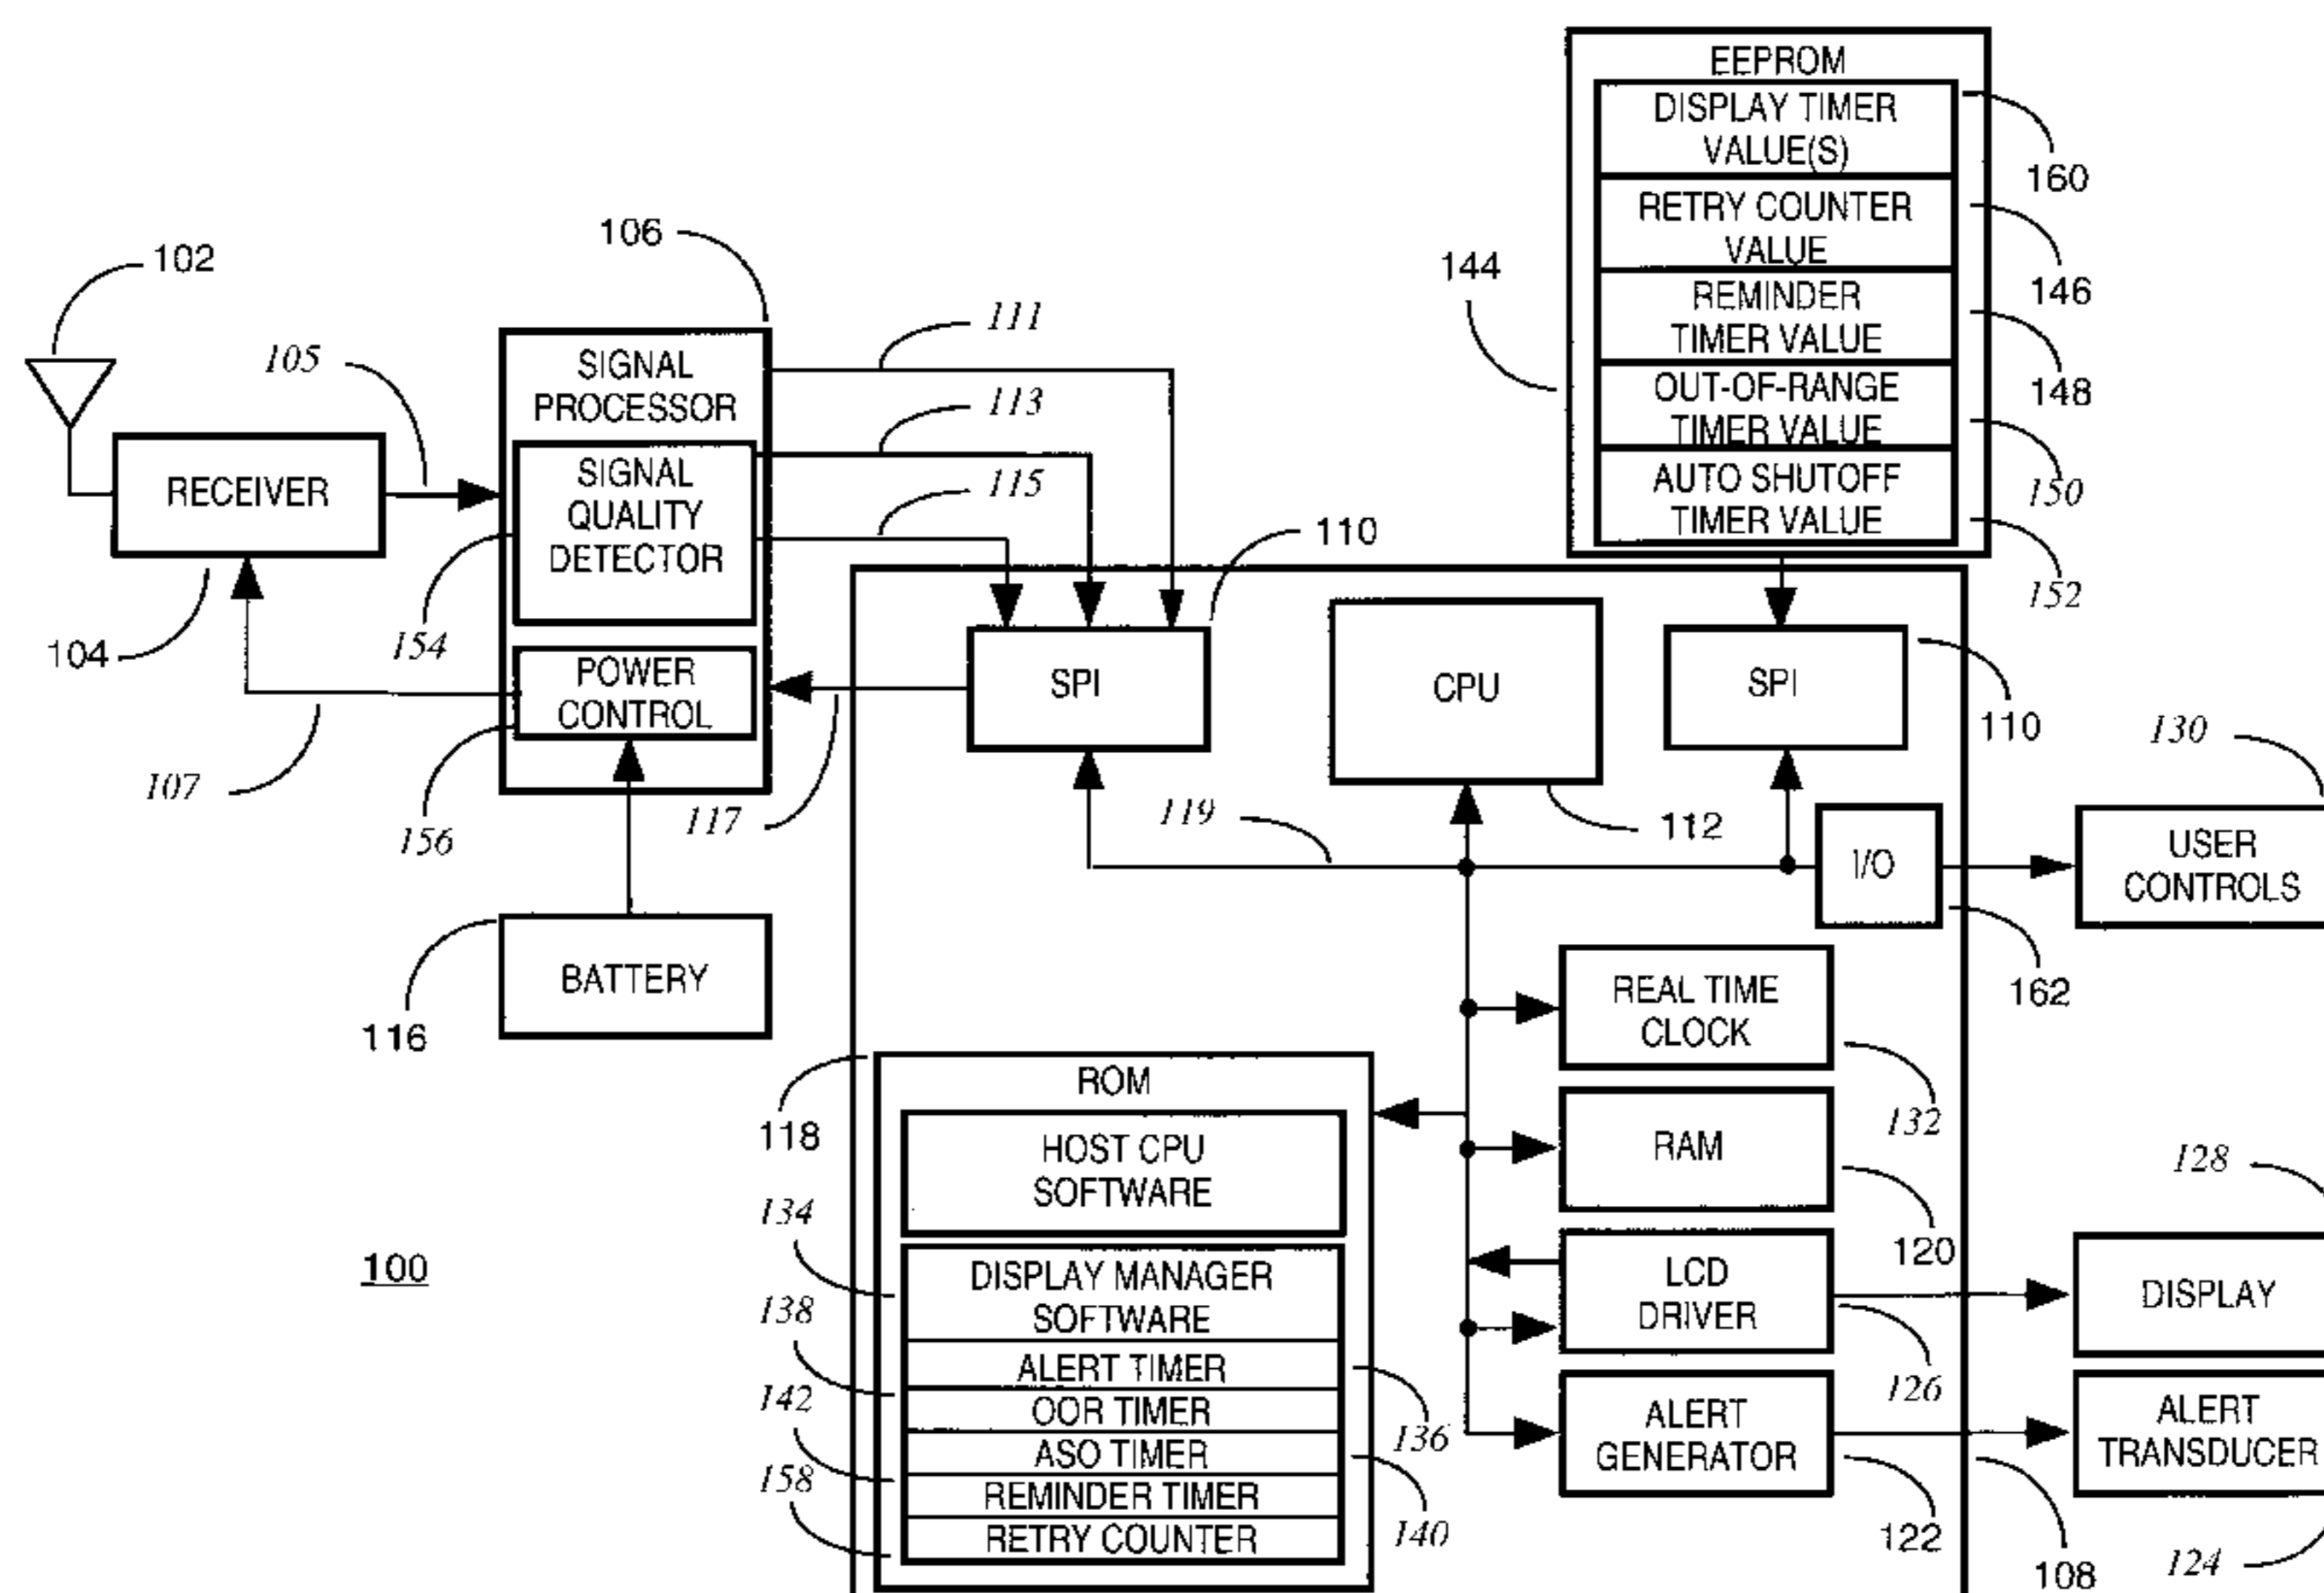 EEPROM
DISPLAY TIMER
VALUE(S)
160
RETRY COUNTER
VALUE
146
REMINDER
TIMER VALUE
148
OUT-OF-RANGE
TIMER VALUE
150
AUTO SHUTOFF
TIMER VALUE
152
144
102
106
105
111
113
115
SIGNAL
PROCESSOR
SIGNAL
QUALITY
DETECTOR
RECEIVER
104
154
POWER
CONTROL
107
156
117
110
SPI
CPU
SPI
110
112
119
130
I/O
USER
CONTROLS
162
BATTERY
116
REAL TIME
CLOCK
132
118
ROM
HOST CPU
SOFTWARE
RAM
120
128
134
DISPLAY MANAGER
SOFTWARE
LCD
DRIVER
126
DISPLAY
100
138
ALERT TIMER
136
142
OOR TIMER
ASO TIMER
140
158
REMINDER TIMER
RETRY COUNTER
ALERT
GENERATOR
122
108
ALERT
TRANSDUCER
124